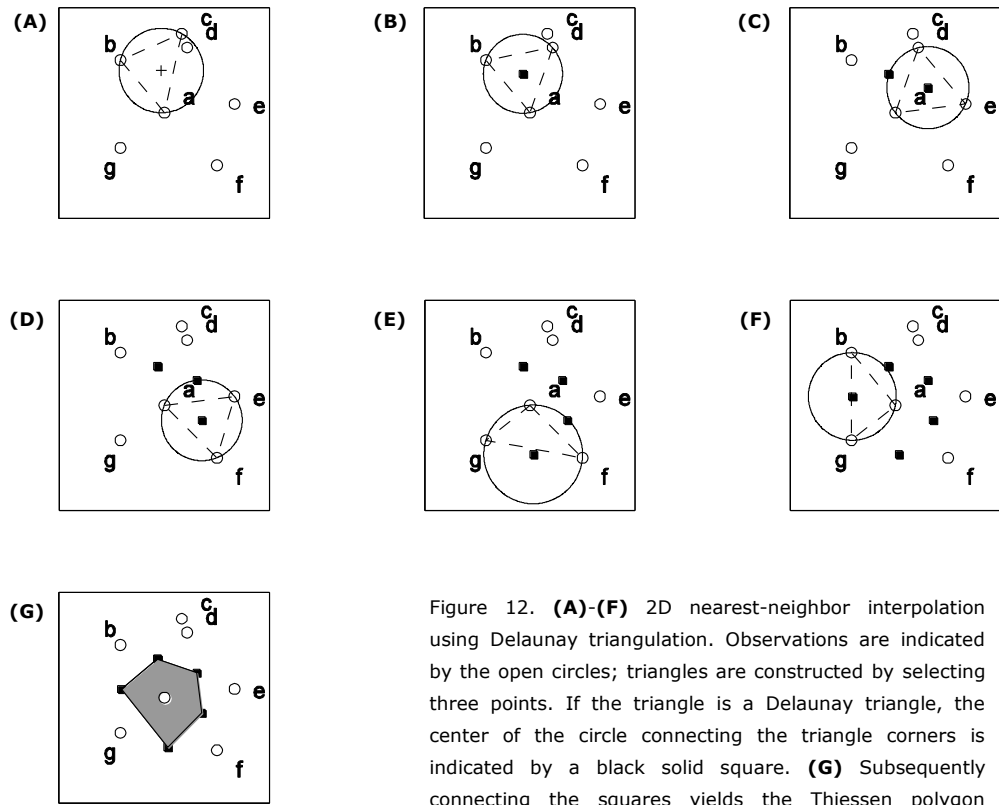 (A)
b
c
d
a
e
g
f
(B)
b
c
d
a
e
g
f
(C)
b
c
d
a
e
g
f
(D)
b
c
d
a
e
g
f
(E)
b
c
d
a
e
g
f
(F)
b
c
d
a
e
g
f
(G)
b
c
d
e
g
f
Figure 12. (A)-(F) 2D nearest-neighbor interpolation
using Delaunay triangulation. Observations are indicated
by the open circles; triangles are constructed by selecting
three points. If the triangle is a Delaunay triangle, the
center of the circle connecting the triangle corners is
indicated by a black solid square. (G) Subsequently
connecting the squares yields the Thiessen polygon